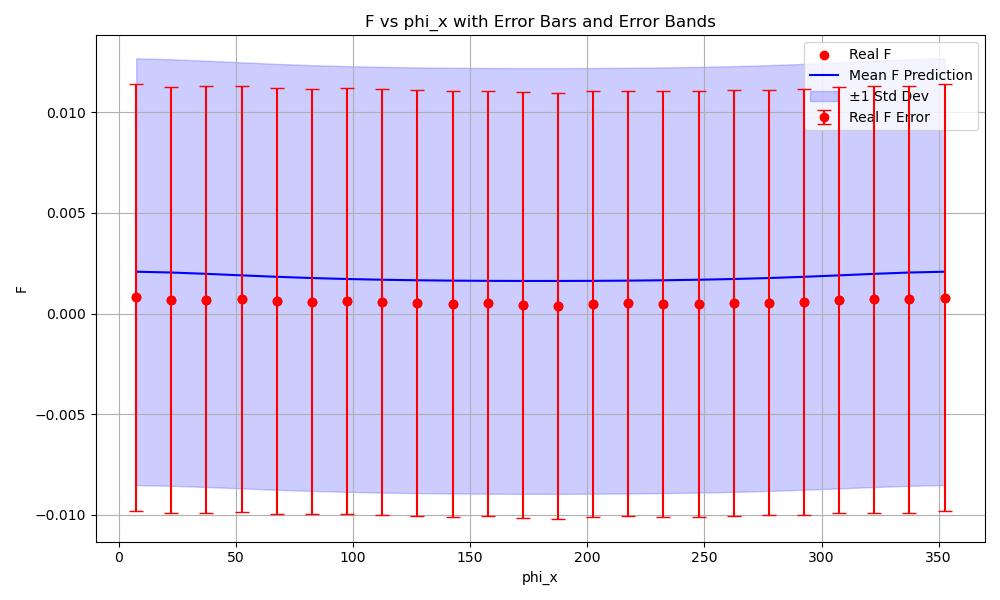 F vs phi_x with Error Bars and Error Bands
Real F
Mean F Prediction
±1 Std Dev
Real F Error
0.010
0.005
0.000
−0.005
−0.010
F
0 50 100 150 200 250 300 350
phi_x